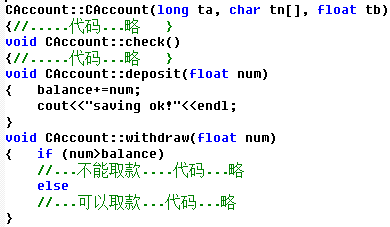 CAccount::CAccount(long ta, char tn[], float tb)
{//.....代码...略   }
void CAccount::check()
{//.....代码...略   }
void CAccount::deposit(float num)
{   balance+=num;
    cout<<"saving ok!"<<endl;
}
void CAccount::withdraw(float num)
{   if (num>balance)
    //...不能取款....代码...略
    else
    //...可以取款...代码...略
}